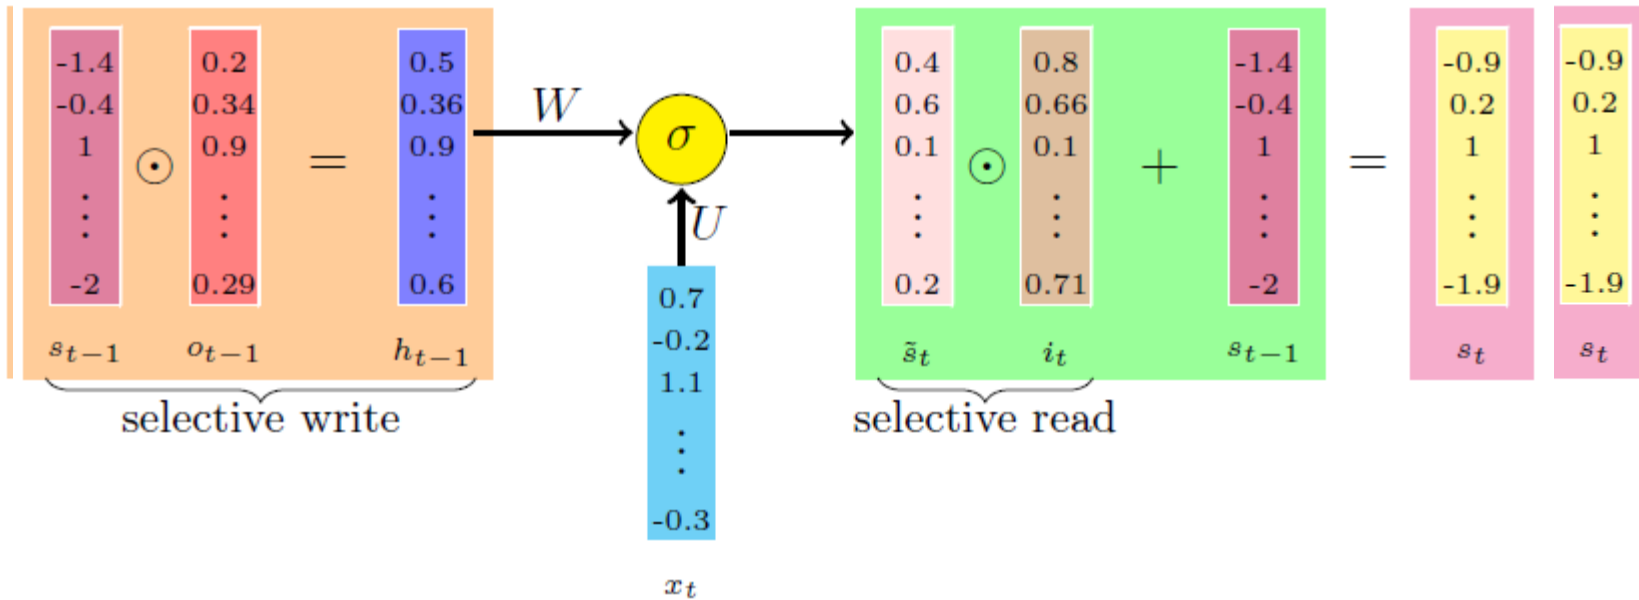 -1.4 0.2 0.5 0.4 0.8 -1.4 -0.9 -0.9
-0.4 0.34 0.36 W 0.6 0.66 -0.4 0.2 0.2
1 ⊙ 0.9 = 0.9 σ 0.1 ⊙ 0.1 + 1 = 1 1
⋮ ⋮ ⋮ U ⋮ ⋮ ⋮ ⋮ ⋮
-2 0.29 0.6 0.2 0.71 -2 -1.9 -1.9
s_{t−1} o_{t−1} h_{t−1} s̃_t i_t s_{t−1} s_t s_t
selective write selective read
0.7
-0.2
1.1
⋮
-0.3
x_t